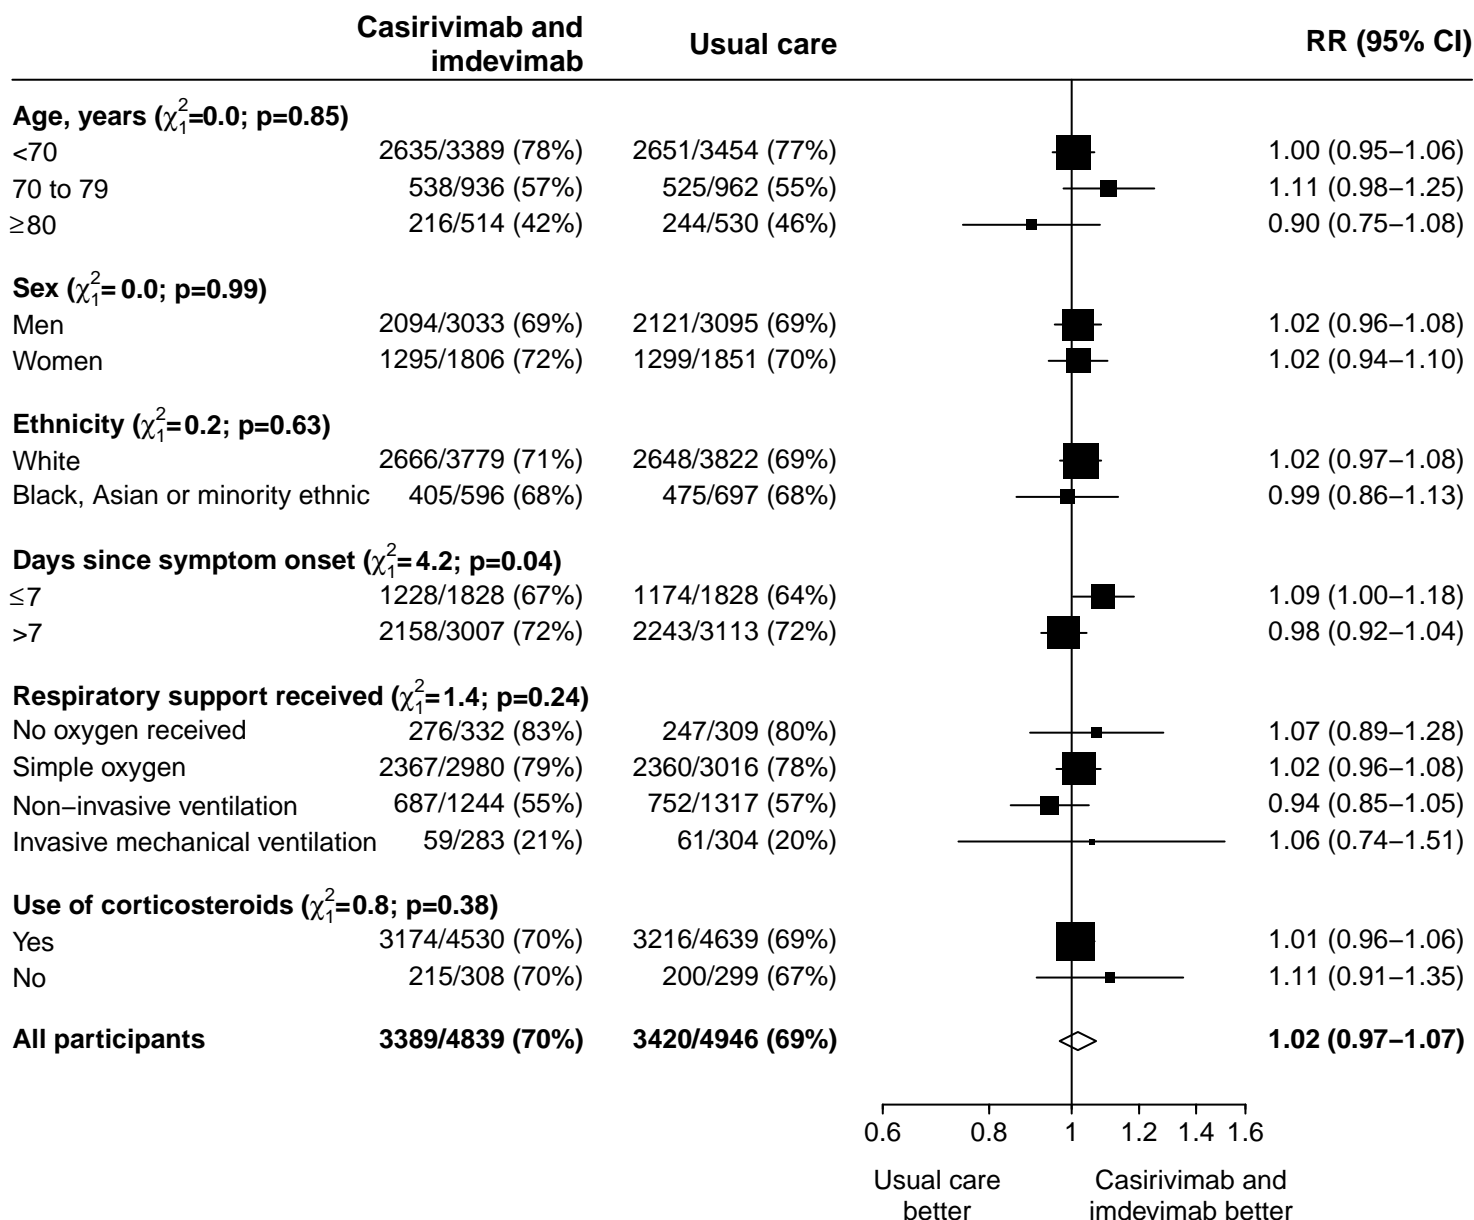 Casirivimab and imdevimab Usual care RR (95% CI)
Age, years (χ²₁=0.0; p=0.85)
<70 2635/3389 (78%) 2651/3454 (77%) 1.00 (0.95−1.06)
70 to 79 538/936 (57%) 525/962 (55%) 1.11 (0.98−1.25)
≥80 216/514 (42%) 244/530 (46%) 0.90 (0.75−1.08)
Sex (χ²₁=0.0; p=0.99)
Men 2094/3033 (69%) 2121/3095 (69%) 1.02 (0.96−1.08)
Women 1295/1806 (72%) 1299/1851 (70%) 1.02 (0.94−1.10)
Ethnicity (χ²₁=0.2; p=0.63)
White 2666/3779 (71%) 2648/3822 (69%) 1.02 (0.97−1.08)
Black, Asian or minority ethnic 405/596 (68%) 475/697 (68%) 0.99 (0.86−1.13)
Days since symptom onset (χ²₁=4.2; p=0.04)
≤7 1228/1828 (67%) 1174/1828 (64%) 1.09 (1.00−1.18)
>7 2158/3007 (72%) 2243/3113 (72%) 0.98 (0.92−1.04)
Respiratory support received (χ²₁=1.4; p=0.24)
No oxygen received 276/332 (83%) 247/309 (80%) 1.07 (0.89−1.28)
Simple oxygen 2367/2980 (79%) 2360/3016 (78%) 1.02 (0.96−1.08)
Non−invasive ventilation 687/1244 (55%) 752/1317 (57%) 0.94 (0.85−1.05)
Invasive mechanical ventilation 59/283 (21%) 61/304 (20%) 1.06 (0.74−1.51)
Use of corticosteroids (χ²₁=0.8; p=0.38)
Yes 3174/4530 (70%) 3216/4639 (69%) 1.01 (0.96−1.06)
No 215/308 (70%) 200/299 (67%) 1.11 (0.91−1.35)
All participants 3389/4839 (70%) 3420/4946 (69%) 1.02 (0.97−1.07)
0.6 0.8 1 1.2 1.4 1.6
Usual care better
Casirivimab and imdevimab better